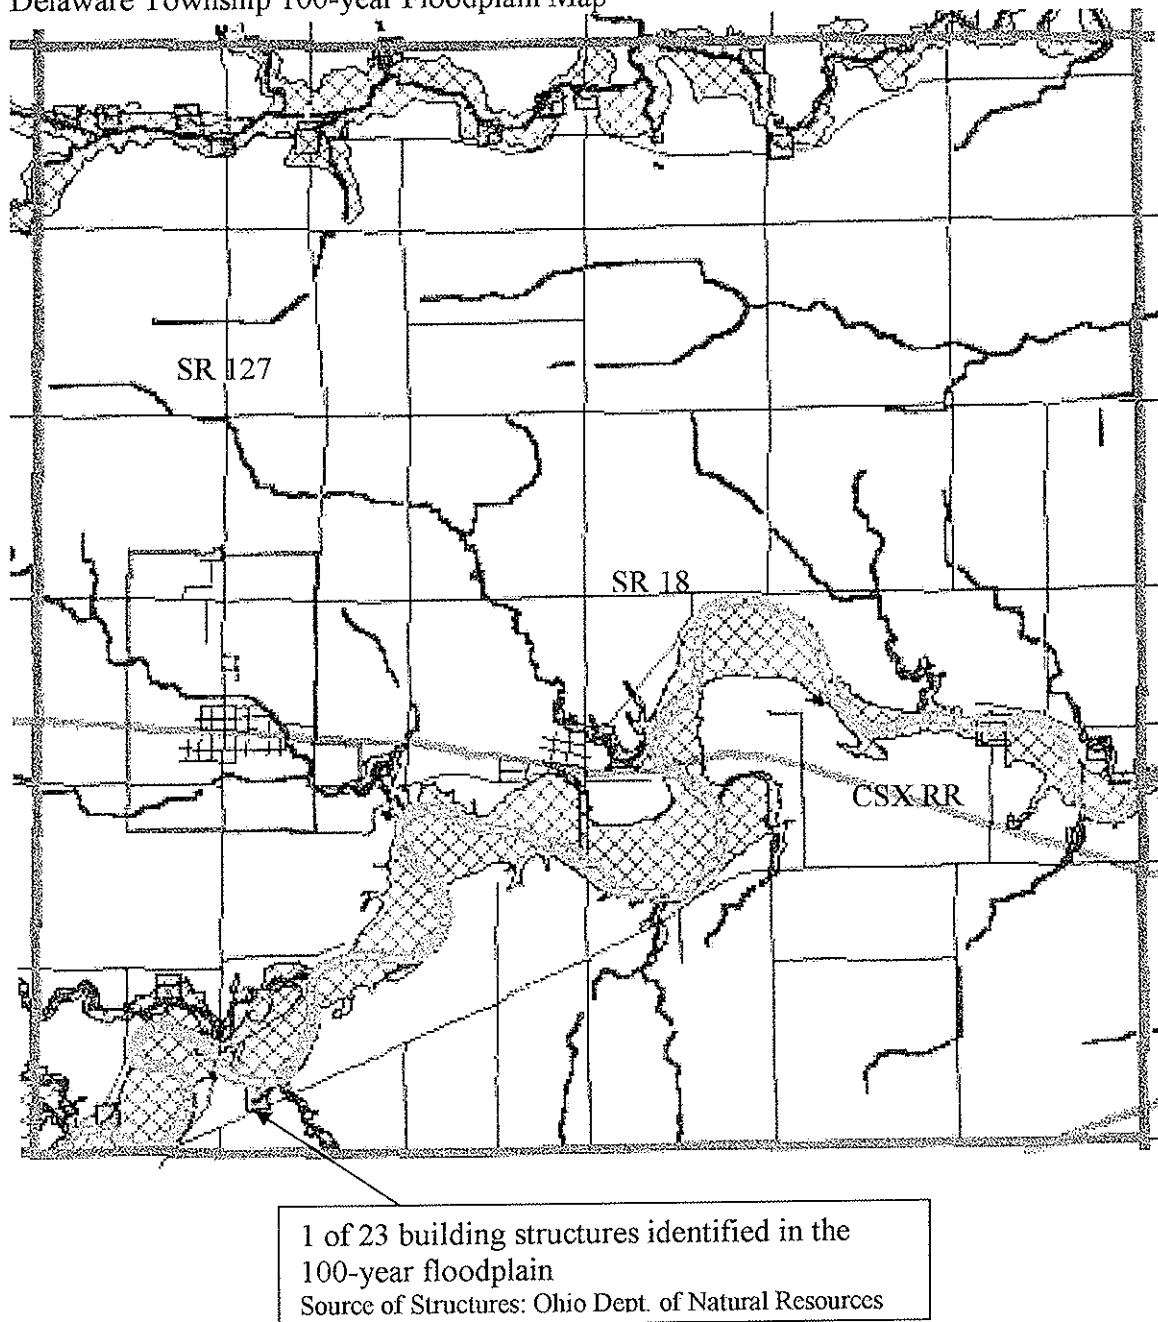 Delaware Township 100-year Floodplain Map
SR 127
SR 18
CSX RR
1 of 23 building structures identified in the
100-year floodplain
Source of Structures: Ohio Dept. of Natural Resources